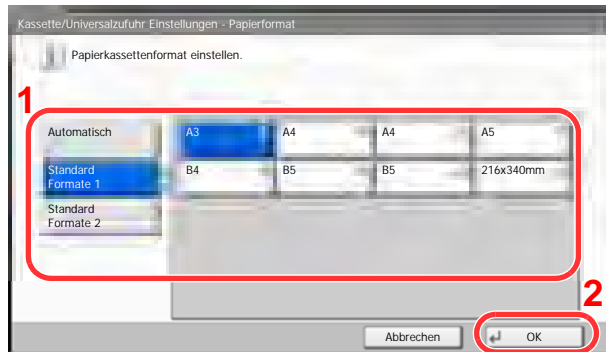 Kassette/Universalzufuhr Einstellungen - Papierformat
Papierkassettenformat einstellen.
1
Automatisch
A3
A4
A4
A5
Standard
Formate 1
B4
B5
B5
216x340mm
Standard
Formate 2
2
Abbrechen
OK